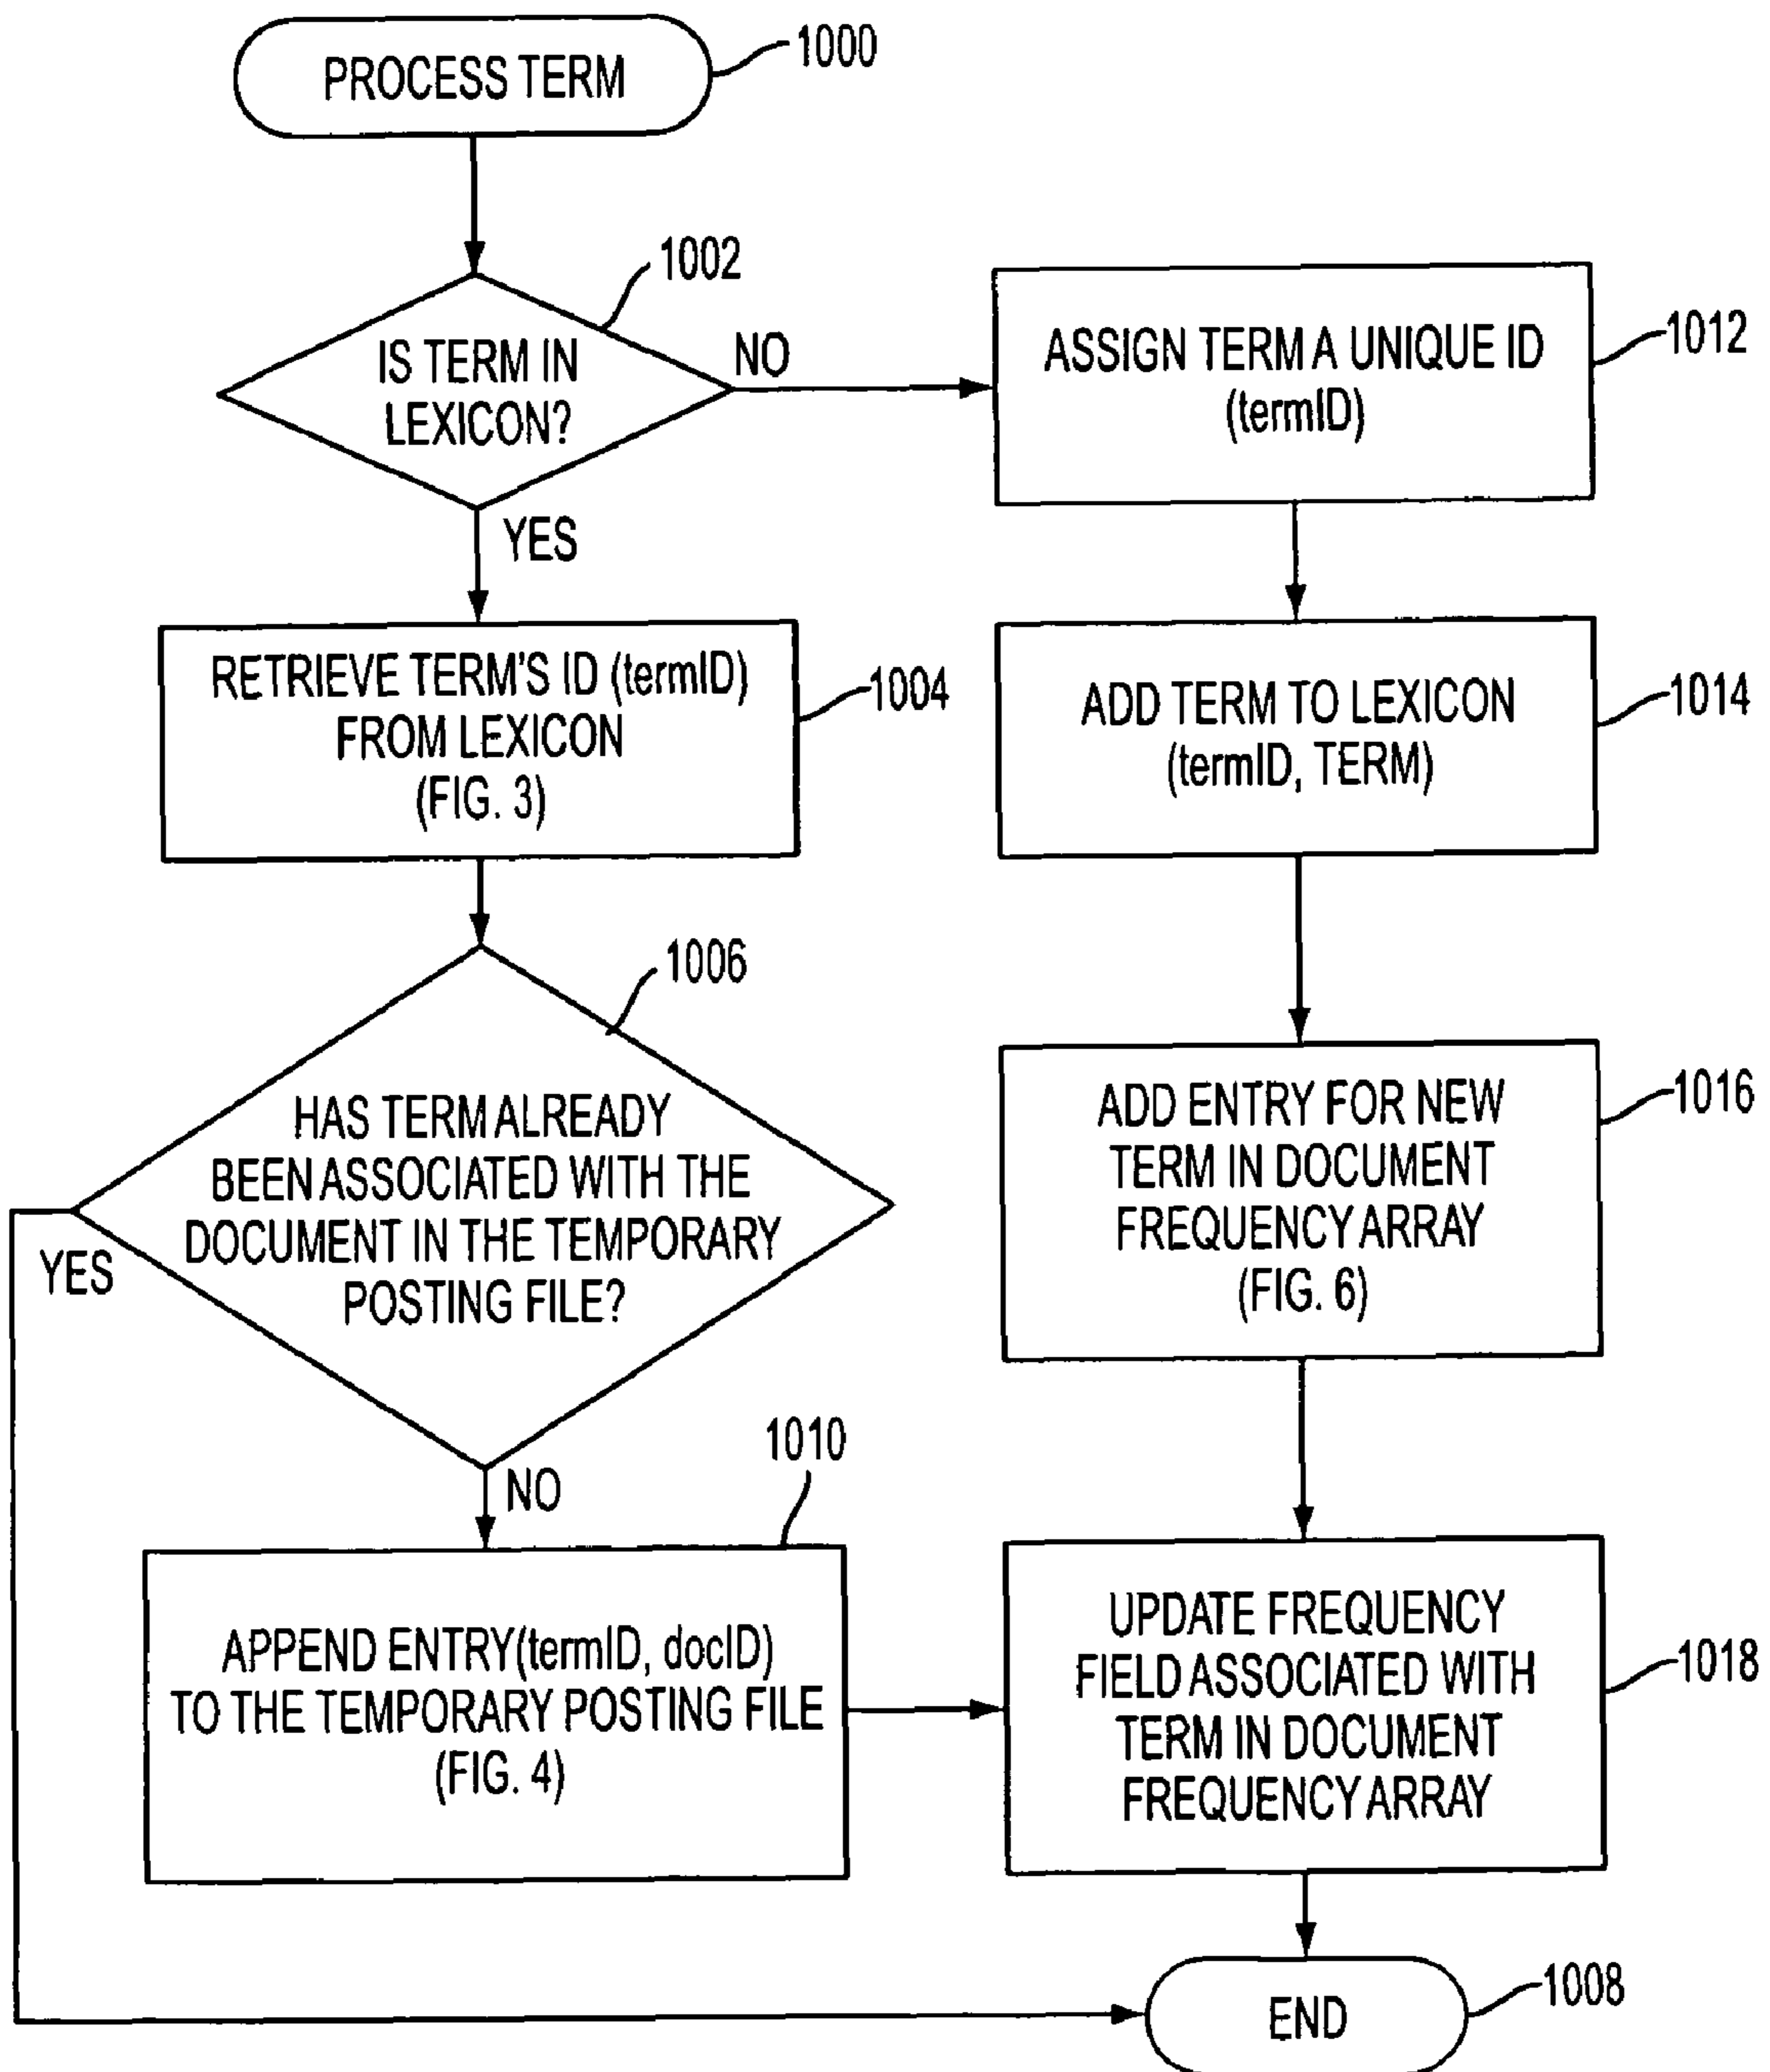 PROCESS TERM
1000
IS TERM IN
LEXICON?
1002
NO
YES
ASSIGN TERM A UNIQUE ID
(termID)
1012
RETRIEVE TERM'S ID (termID)
FROM LEXICON
(FIG. 3)
1004
ADD TERM TO LEXICON
(termID, TERM)
1014
HAS TERM ALREADY
BEEN ASSOCIATED WITH THE
DOCUMENT IN THE TEMPORARY
POSTING FILE?
1006
YES
NO
ADD ENTRY FOR NEW
TERM IN DOCUMENT
FREQUENCY ARRAY
(FIG. 6)
1016
APPEND ENTRY(termID, docID)
TO THE TEMPORARY POSTING FILE
(FIG. 4)
1010
UPDATE FREQUENCY
FIELD ASSOCIATED WITH
TERM IN DOCUMENT
FREQUENCY ARRAY
1018
END
1008